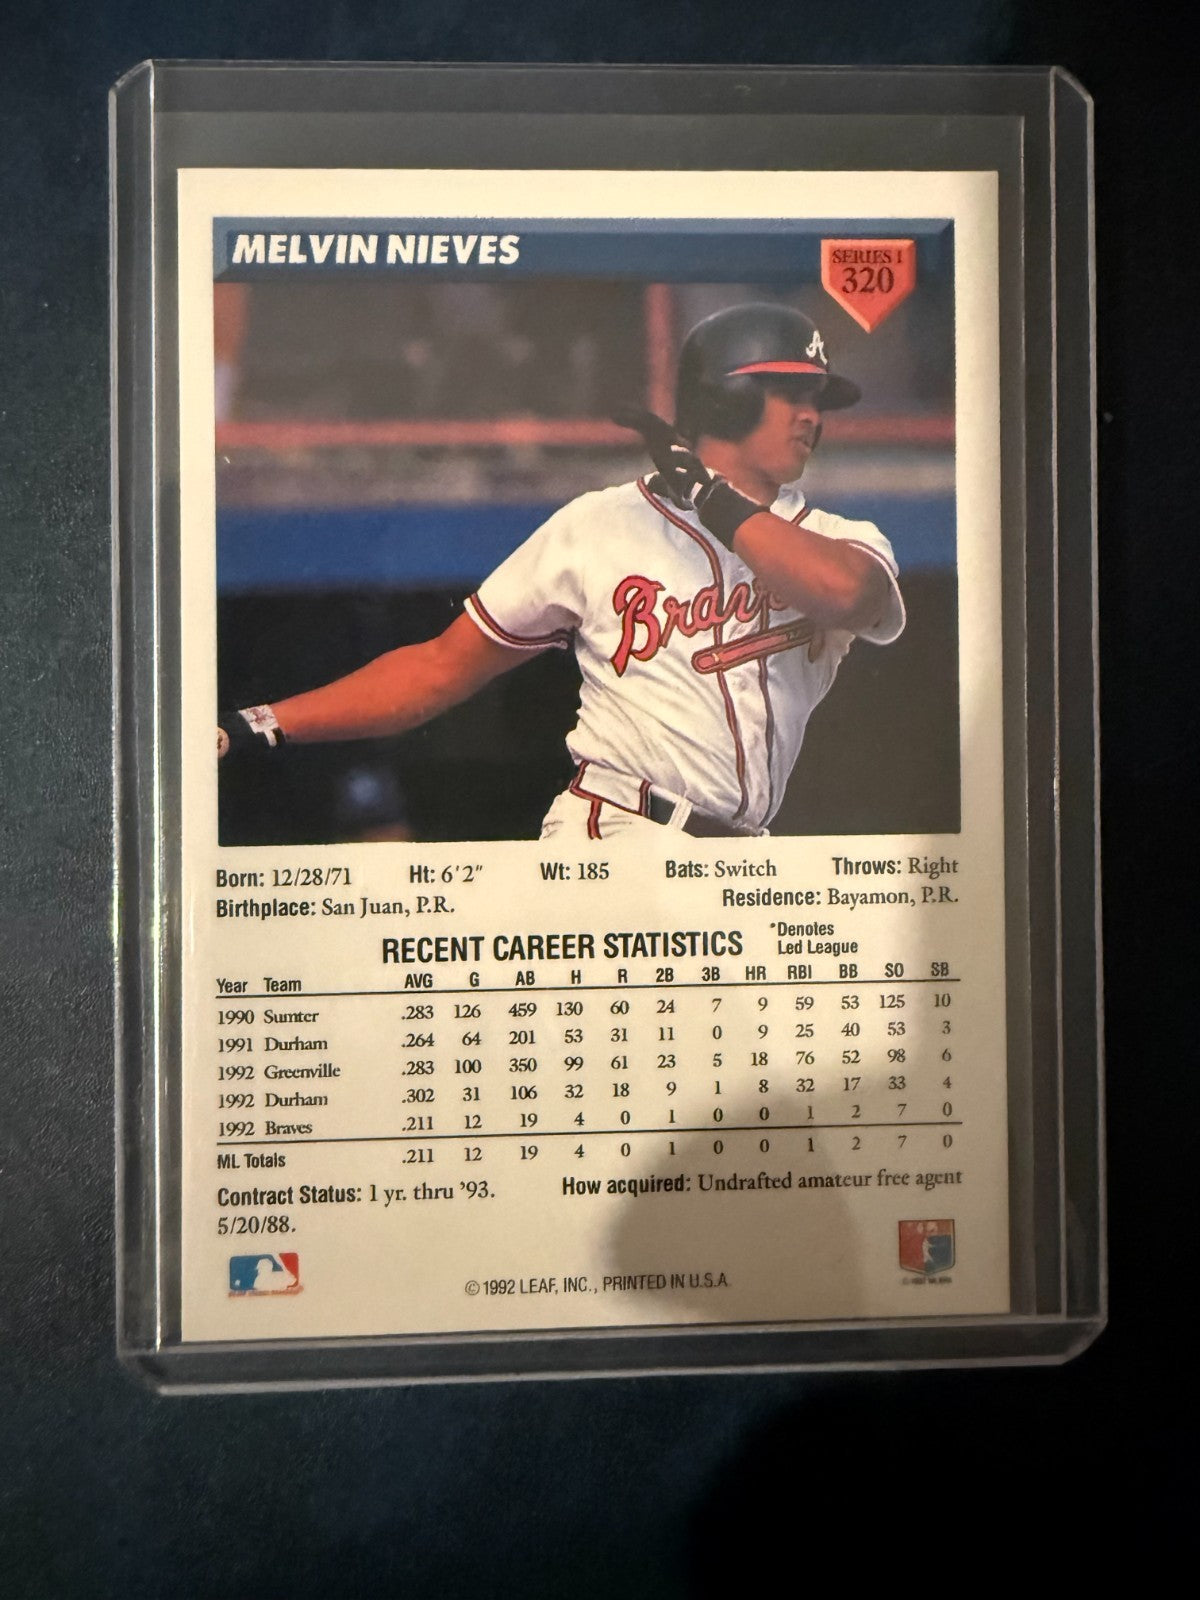 MELVIN NIEVES
SERIES I
320
A
Braves
Born: 12/28/71 Ht: 6'2" Wt: 185 Bats: Switch Throws: Right
Birthplace: San Juan, P.R. Residence: Bayamon, P.R.
RECENT CAREER STATISTICS *Denotes
Led League
Year Team AVG G AB H R 2B 3B HR RBI BB SO SB
1990 Sumter .283 126 459 130 60 24 7 9 59 53 125 10
1991 Durham .264 64 201 53 31 11 0 9 25 40 53 3
1992 Greenville .283 100 350 99 61 23 5 18 76 52 98 6
1992 Durham .302 31 106 32 18 9 1 8 32 17 33 4
1992 Braves .211 12 19 4 0 1 0 0 1 2 7 0
ML Totals .211 12 19 4 0 1 0 0 1 2 7 0
Contract Status: 1 yr. thru '93. How acquired: Undrafted amateur free agent
5/20/88.
©1992 LEAF, INC., PRINTED IN U.S.A.